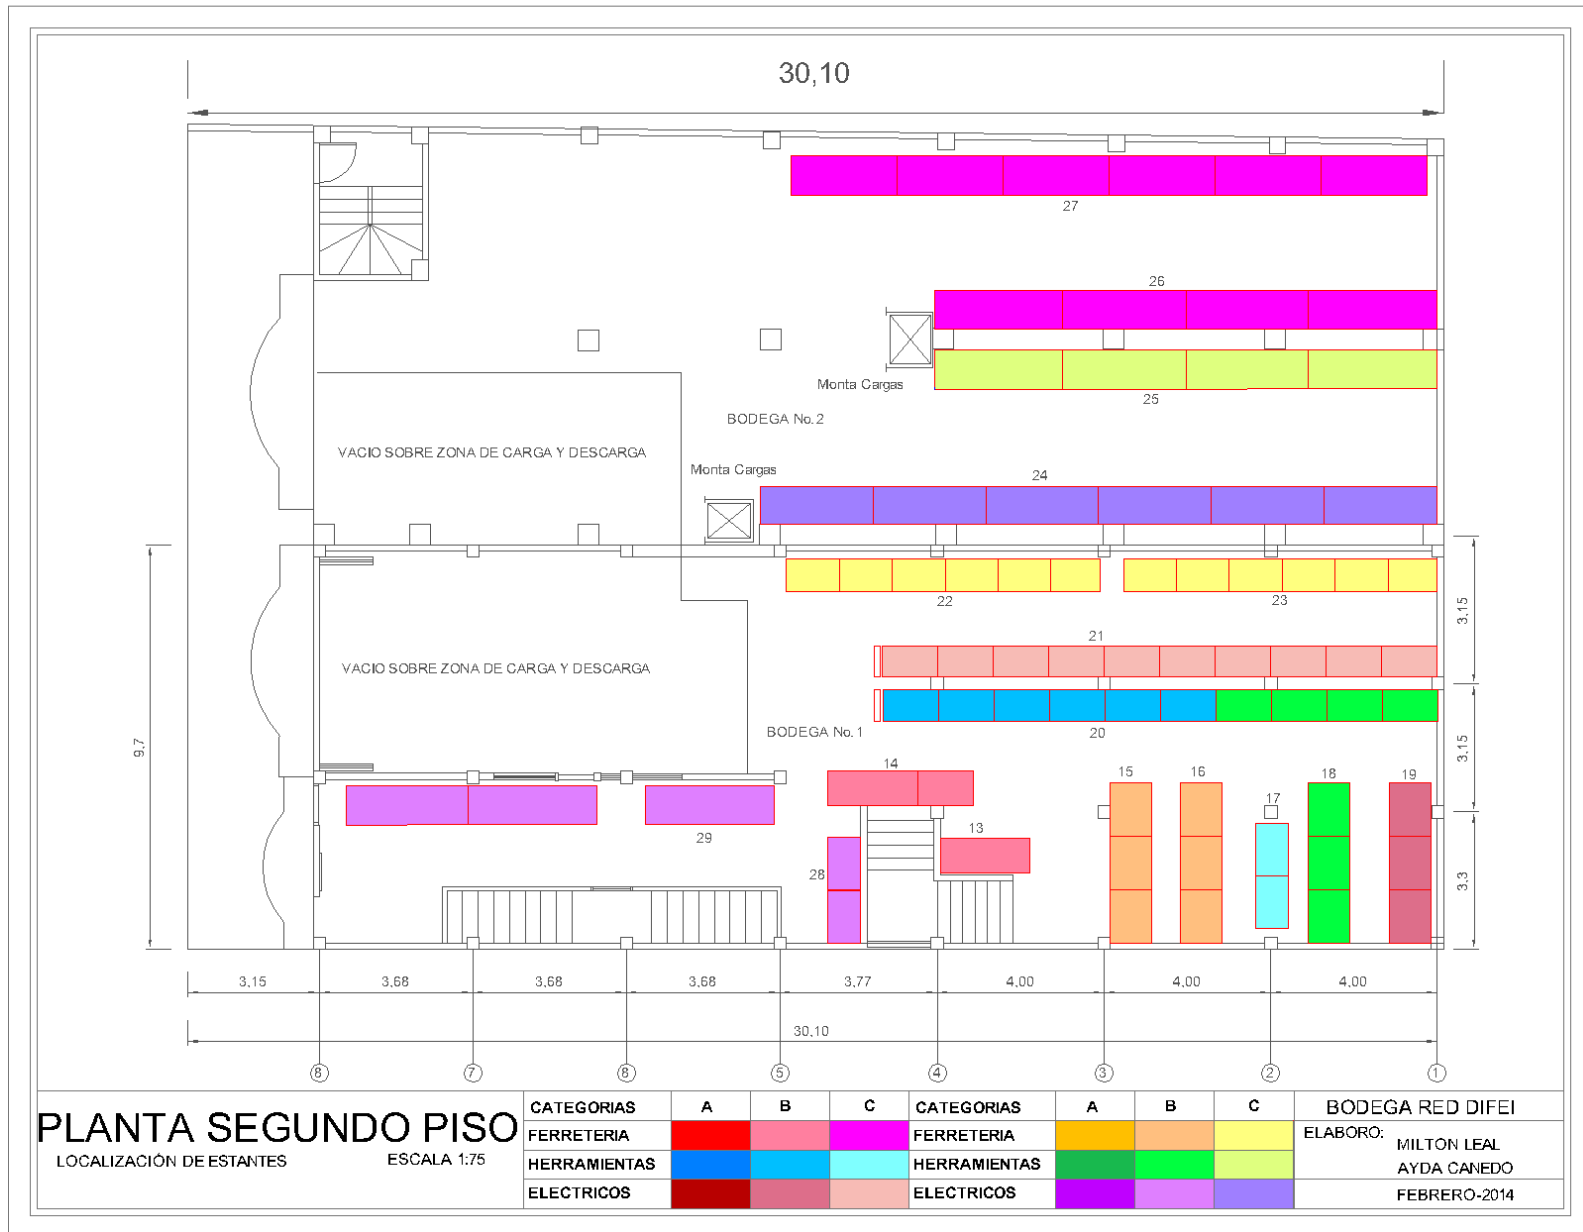 30,10
27
26
Monta Cargas
25
BODEGA No.2
VACIO SOBRE ZONA DE CARGA Y DESCARGA
Monta Cargas
24
22
23
3,15
21
VACIO SOBRE ZONA DE CARGA Y DESCARGA
BODEGA No.1
20
3,15
9,7
14
15
16
17
18
19
13
29
28
3,3
3,15
3,68
3,68
3,68
3,77
4,00
4,00
4,00
30,10
8
7
6
5
4
3
2
1
PLANTA SEGUNDO PISO
LOCALIZACIÓN DE ESTANTES ESCALA 1:75
CATEGORIAS A B C CATEGORIAS A B C
FERRETERIA FERRETERIA
HERRAMIENTAS HERRAMIENTAS
ELECTRICOS ELECTRICOS
BODEGA RED DIFEI
ELABORO:
MILTON LEAL
AYDA CANEDO
FEBRERO-2014